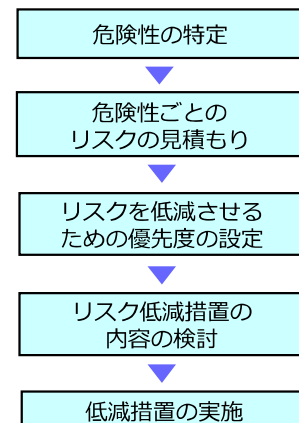 危険性の特定
危険性ごとの
リスクの見積もり
リスクを低減させる
ための優先度の設定
リスク低減措置の
内容の検討
低減措置の実施